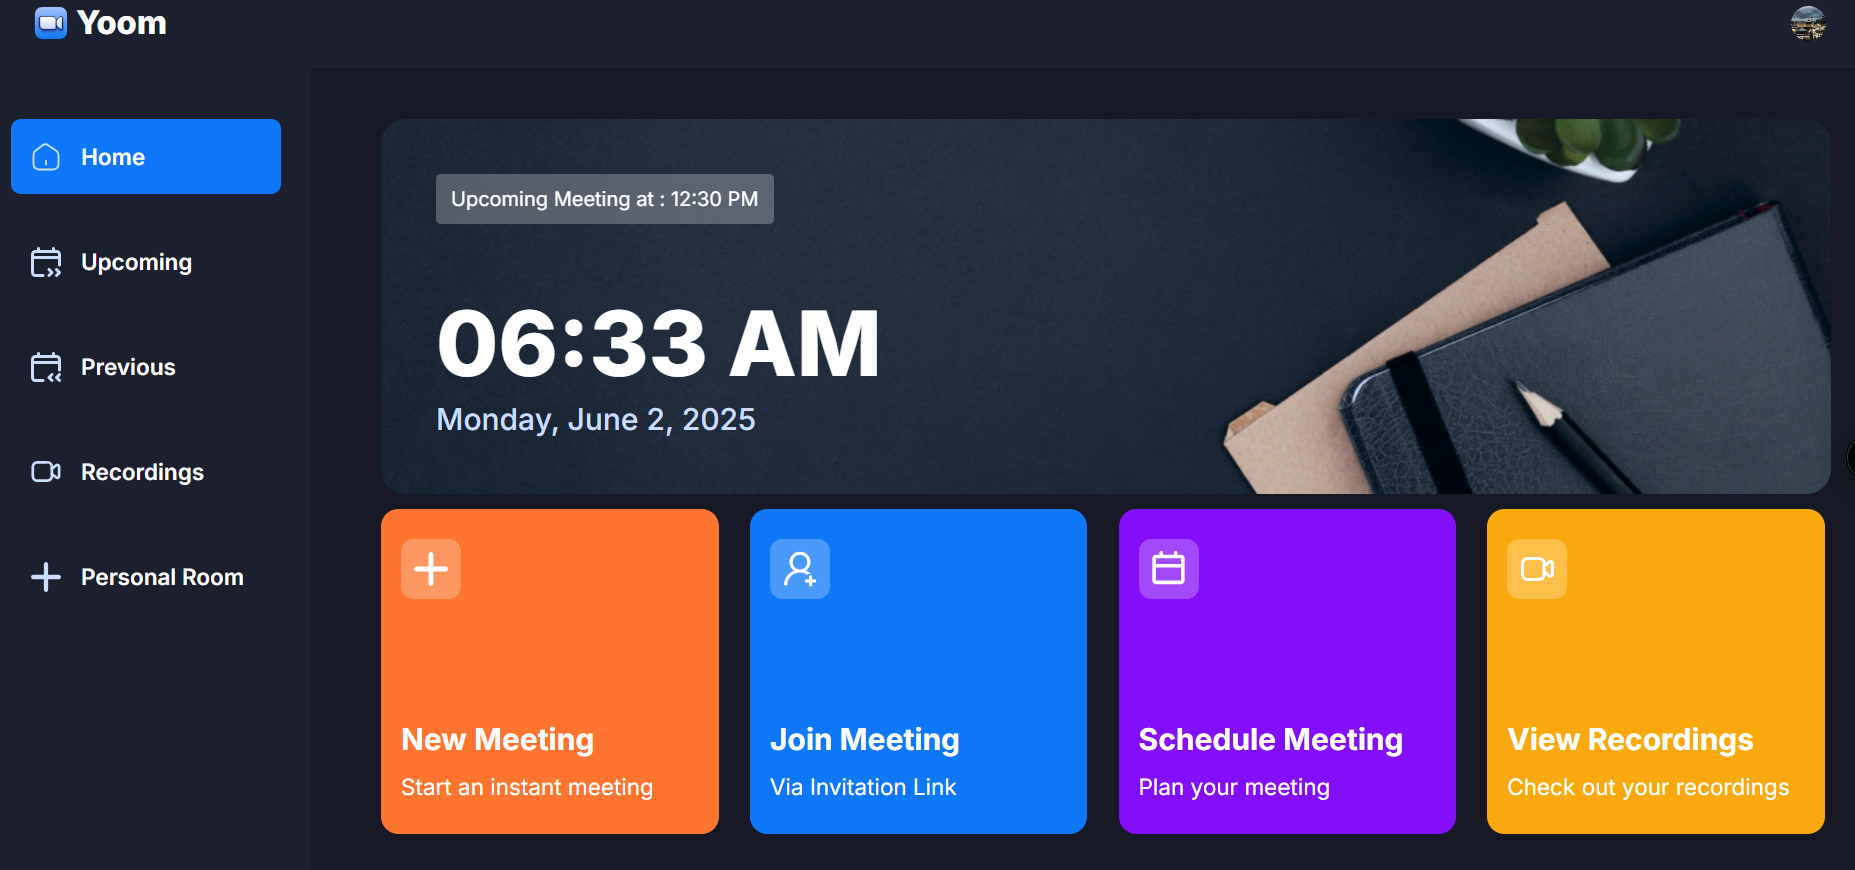 Yoom
Home
Upcoming
Previous
Recordings
Personal Room
Upcoming Meeting at : 12:30 PM
06:33 AM
Monday, June 2, 2025
New Meeting
Start an instant meeting
Join Meeting
Via Invitation Link
Schedule Meeting
Plan your meeting
View Recordings
Check out your recordings